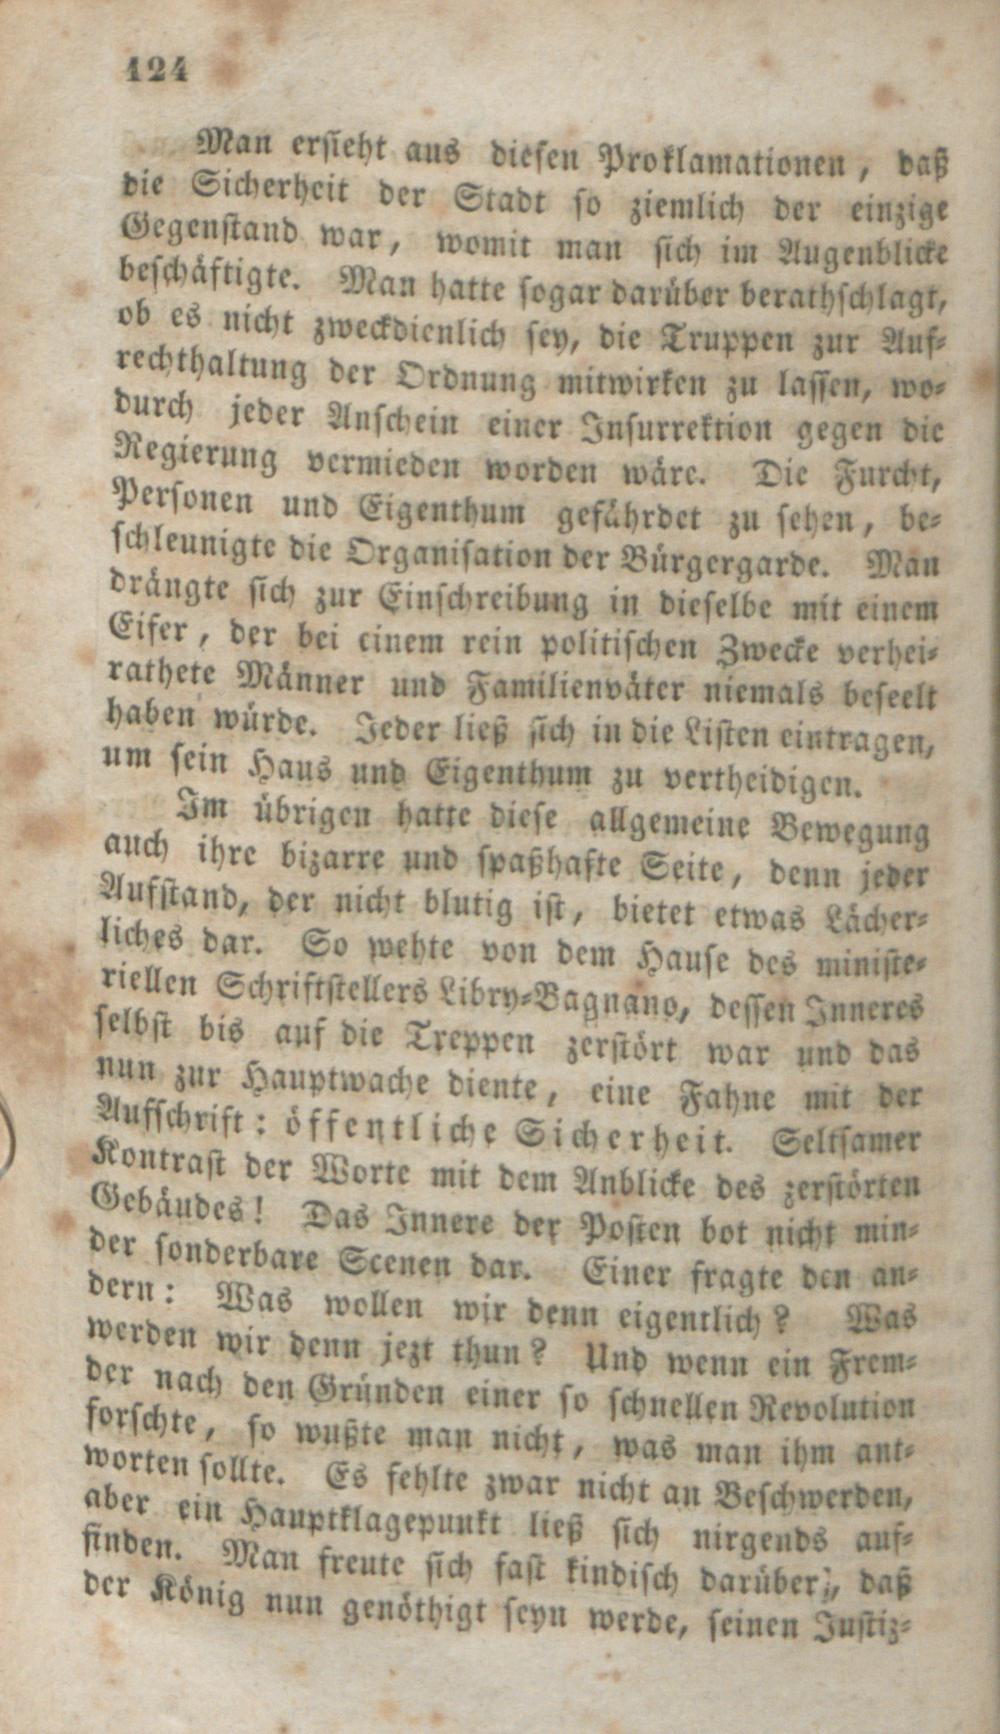 124
Man ersieht aus diesen Proklamationen, daß
die Sicherheit der Stadt so ziemlich der einzige
Gegenstand war, womit man sich im Augenblicke
beschäftigte. Man hatte sogar darüber berathschlagt,
ob es nicht zweckdienlich sey, die Truppen zur Auf-
rechthaltung der Ordnung mitwirken zu lassen, wo-
durch jeder Anschein einer Insurrektion gegen die
Regierung vermieden worden wäre. Die Furcht,
Personen und Eigenthum gefährdet zu sehen, be-
schleunigte die Organisation der Bürgergarde. Man
drängte sich zur Einschreibung in dieselbe mit einem
Eifer, der bei einem rein politischen Zwecke verhei-
rathete Männer und Familienväter niemals beseelt
haben würde. Jeder ließ sich in die Listen eintragen,
um sein Haus und Eigenthum zu vertheidigen.
Im übrigen hatte diese allgemeine Bewegung
auch ihre bizarre und spaßhafte Seite, denn jeder
Aufstand, der nicht blutig ist, bietet etwas Lächer-
liches dar. So wehte von dem Hause des ministe-
riellen Schriftstellers Libry-Bagnano, dessen Inneres
selbst bis auf die Treppen zerstört war und das
nun zur Hauptwache diente, eine Fahne mit der
Aufschrift: öffentliche Sicherheit. Seltsamer
Kontrast der Worte mit dem Anblicke des zerstörten
Gebäudes! Das Innere der Posten bot nicht min-
der sonderbare Scenen dar. Einer fragte den an-
dern: Was wollen wir denn eigentlich? Was
werden wir denn jezt thun? Und wenn ein Frem-
der nach den Gründen einer so schnellen Revolution
forschte, so wußte man nicht, was man ihm ant-
worten sollte. Es fehlte zwar nicht an Beschwerden,
aber ein Hauptklagepunkt ließ sich nirgends auf-
finden. Man freute sich fast kindisch darüber, daß
der König nun genöthigt seyn werde, seinen Justiz-